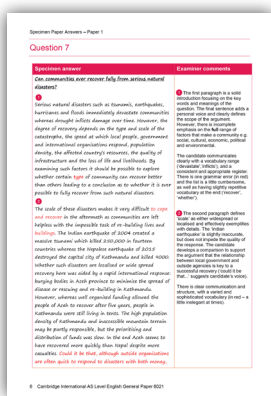 Specimen Paper Answers – Paper 1
Question 7
Specimen answer
Can communities ever recover fully from serious natural
disasters?
1
Serious natural disasters such as tsunamis, earthquakes,
hurricanes and floods immediately devastate communities
whereas drought inflicts damage over time. However, the
degree of recovery depends on the type and scale of the
catastrophe, the speed at which local people, government
and international organisations respond, population
density, the affected country's resources, the quality of
infrastructure and the loss of life and livelihoods. By
examining such factors it should be possible to explore
whether certain type of community can recover better
than others leading to a conclusion as to whether it is ever
possible to fully recover from such natural disasters.
2
The scale of these disasters makes it very difficult to cope
and recover in the aftermath as communities are left
helpless with the impossible task of re-building lives and
buildings. The Indian earthquake of 2004 created a
massive tsunami which killed 230,000 in fourteen
countries whereas the Nepalese earthquake of 2015
destroyed the capital city of Kathmandu and killed 9000.
Whether such disasters are localised or wide spread
recovery here was aided by a rapid international response:
burying bodies in Aceh province to minimise the spread of
disease or rescuing and re-building in Kathmandu.
However, whereas well organised funding allowed the
people of Aceh to recover after five years, people in
Kathmandu were still living in tents. The high population
density of Kathmandu and inaccessible mountain terrain
may be partly responsible, but the prioritising and
distribution of funds was slow. In the end Aceh seems to
have recovered more quickly than Nepal despite more
casualties. Could it be that, although outside organisations
are often quick to respond to disasters with both money,
Examiner comments
1 The first paragraph is a solid
introduction focusing on the key
words and meanings of the
question. The final sentence adds a
personal voice and clearly defines
the scope of the argument.
However, there is incomplete
emphasis on the full range of
factors that make a community e.g.
social, cultural, economic, political
and environmental.
The candidate communicates
clearly with a vocabulary range
('devastate' 'inflicts'), and a
consistent and appropriate register.
There is one grammar error (in red)
and the list is a little cumbersome,
as well as having slightly repetitive
vocabulary at the end ('recover',
'whether').
2 The second paragraph defines
'scale' as either widespread or
localised and effectively exemplifies
with details. The 'Indian
earthquake' is slightly inaccurate,
but does not impede the quality of
the response. The candidate
develops a comparison to support
the argument that the relationship
between local government and
outside agencies is key to a
successful recovery ('could it be
that...' suggests candidate's voice).
There is clear communication and
structure, with a varied and
sophisticated vocabulary (in red – a
little inelegant at times).
6 Cambridge International AS Level English General Paper 8021